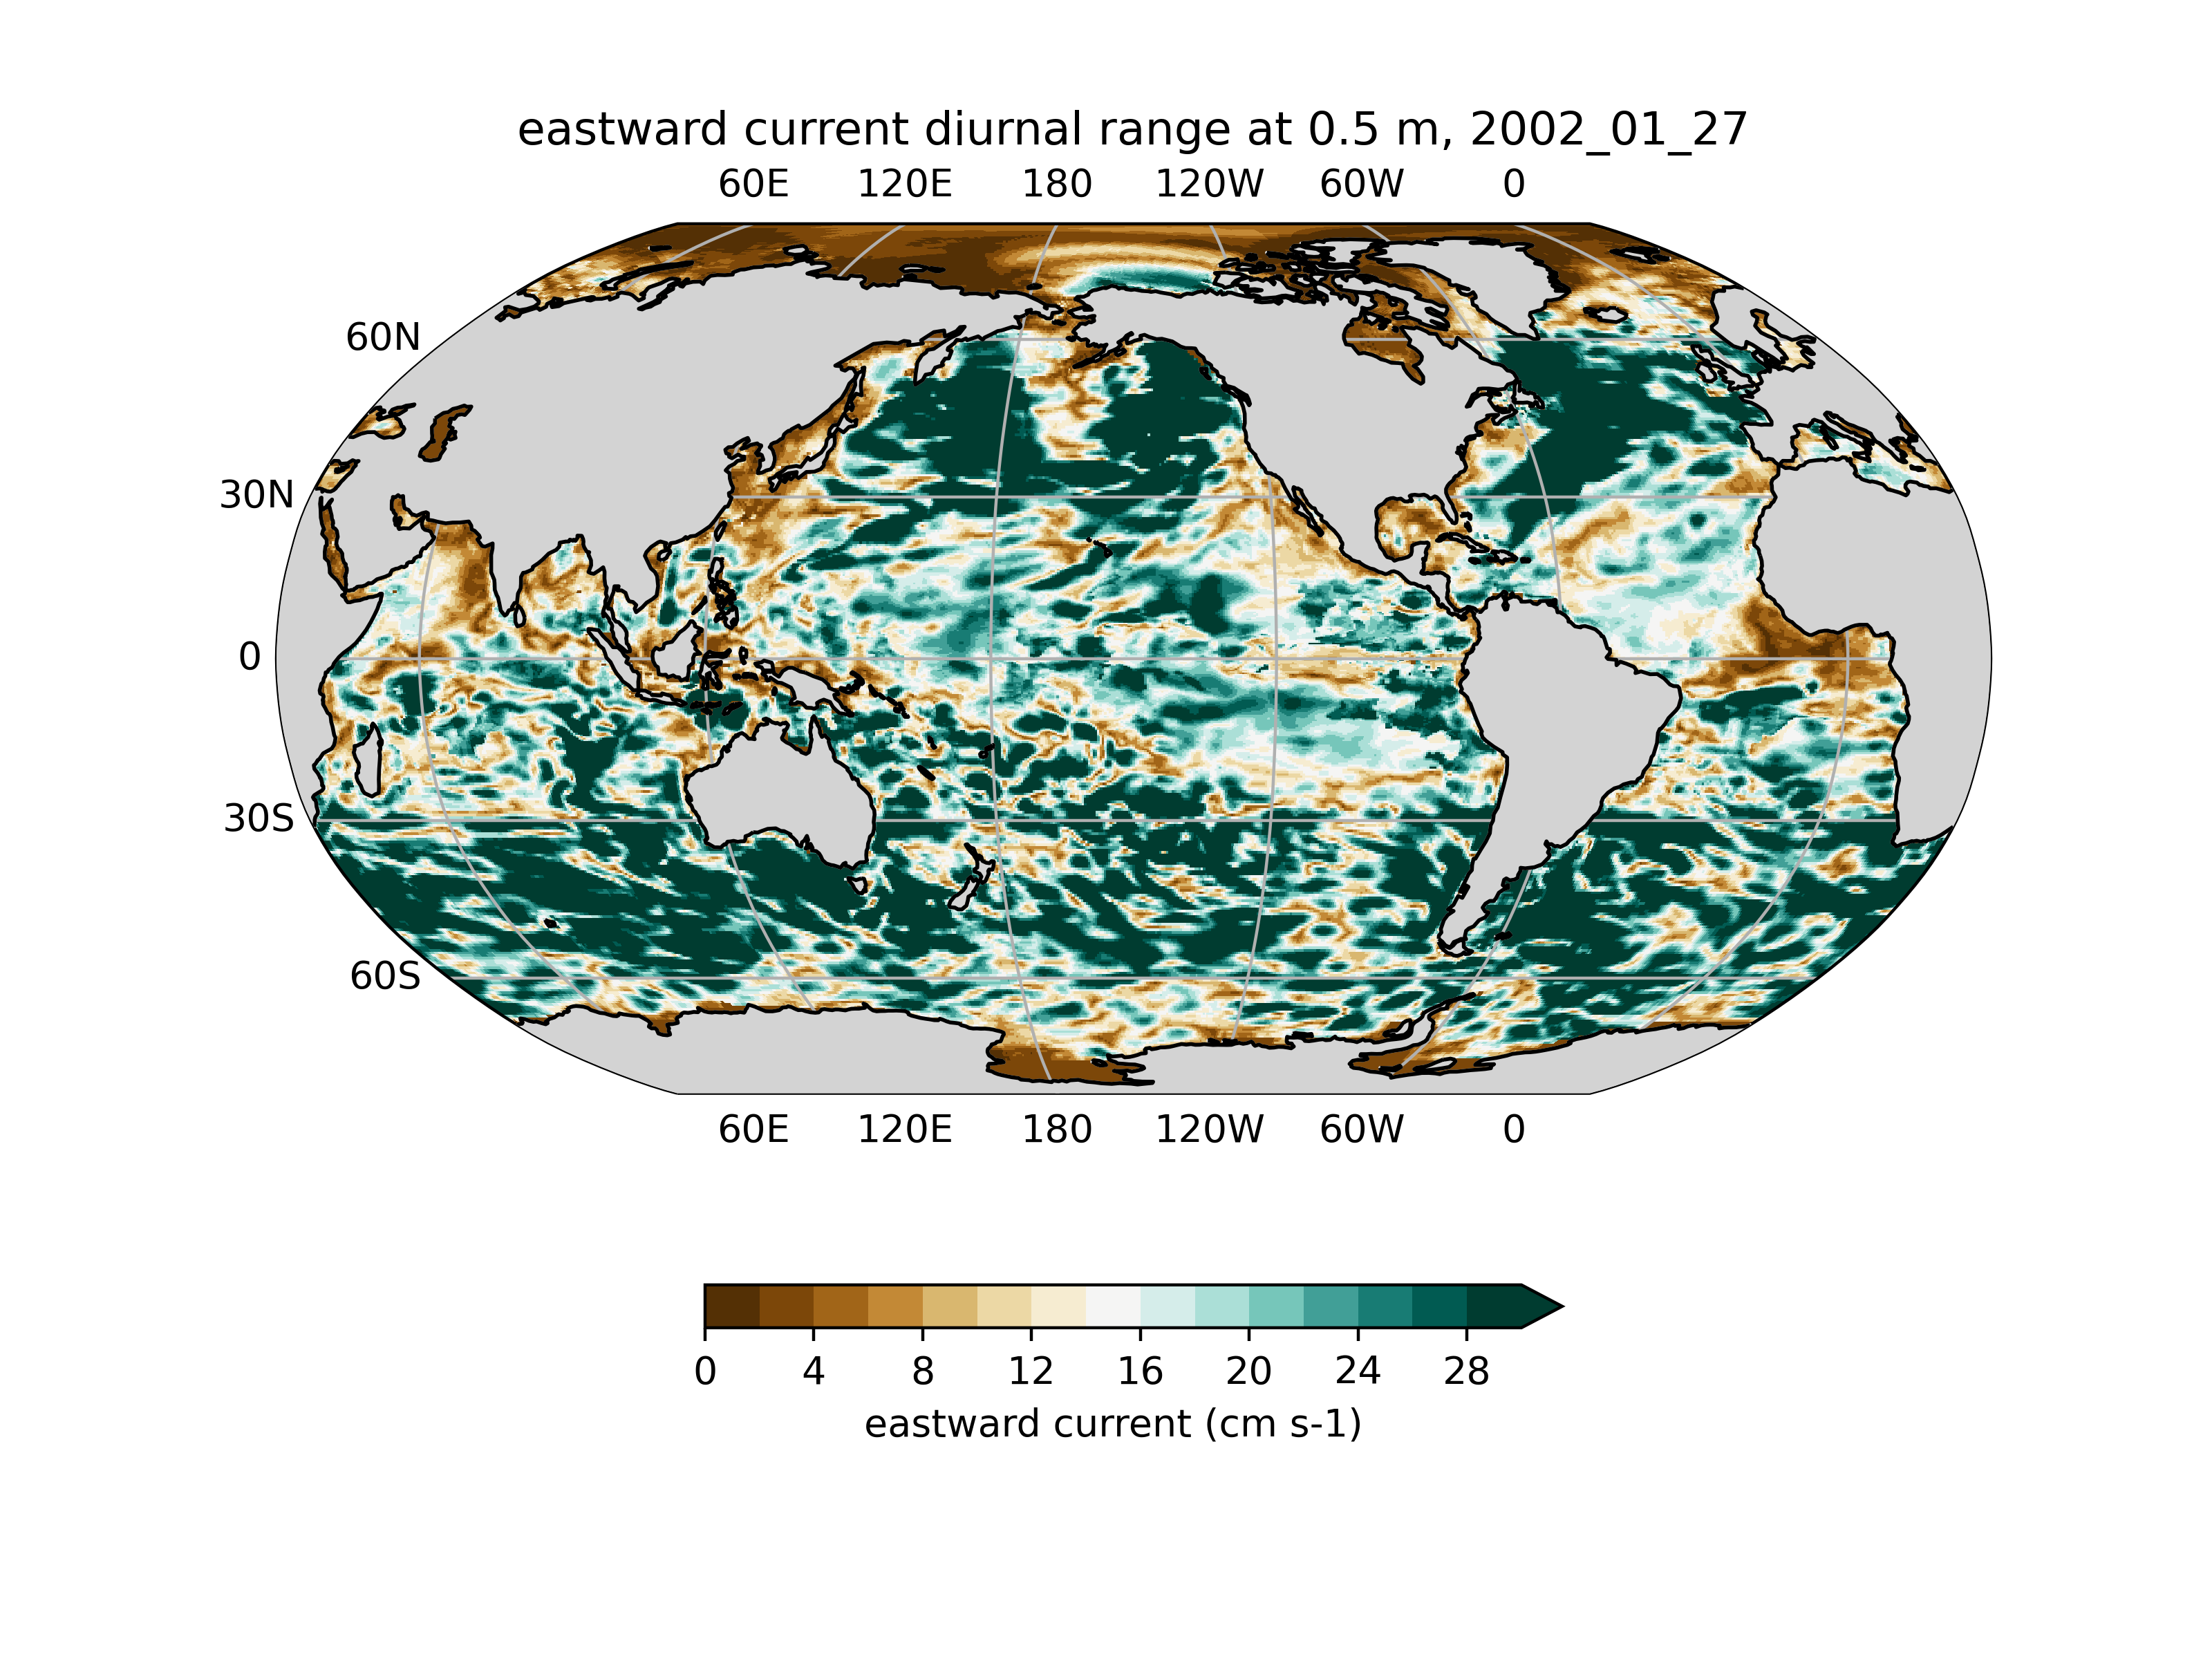 eastward current diurnal range at 0.5 m, 2002_01_27
60E 120E 180 120W 60W 0
60N
30N
0
30S
60S
60E 120E 180 120W 60W 0
0 4 8 12 16 20 24 28
eastward current (cm s-1)